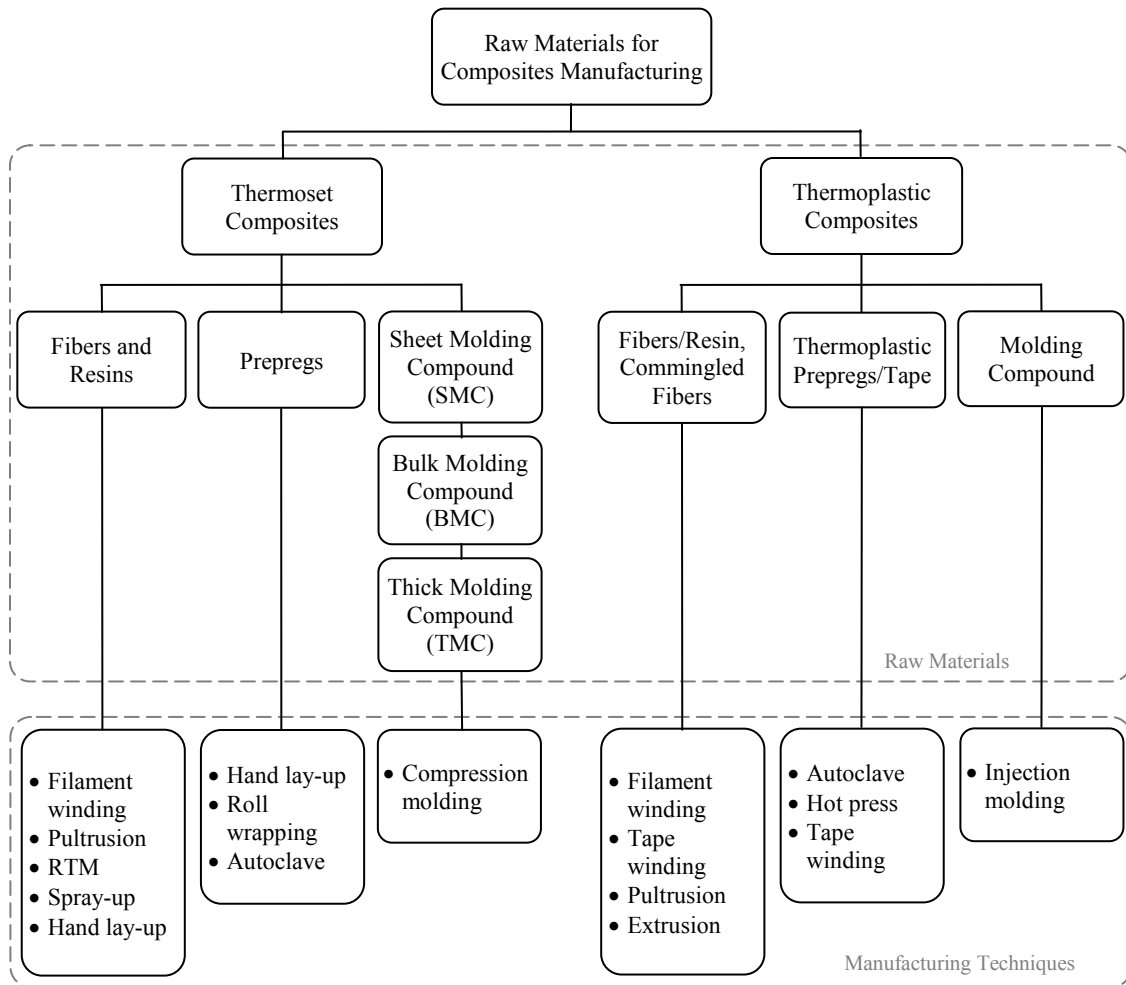 Raw Materials for
Composites Manufacturing
Thermoset
Composites
Thermoplastic
Composites
Fibers and
Resins
Prepregs
Sheet Molding
Compound
(SMC)
Fibers/Resin,
Commingled
Fibers
Thermoplastic
Prepregs/Tape
Molding
Compound
Bulk Molding
Compound
(BMC)
Thick Molding
Compound
(TMC)
Raw Materials
• Filament
winding
• Pultrusion
• RTM
• Spray-up
• Hand lay-up
• Hand lay-up
• Roll
wrapping
• Autoclave
• Compression
molding
• Filament
winding
• Tape
winding
• Pultrusion
• Extrusion
• Autoclave
• Hot press
• Tape
winding
• Injection
molding
Manufacturing Techniques